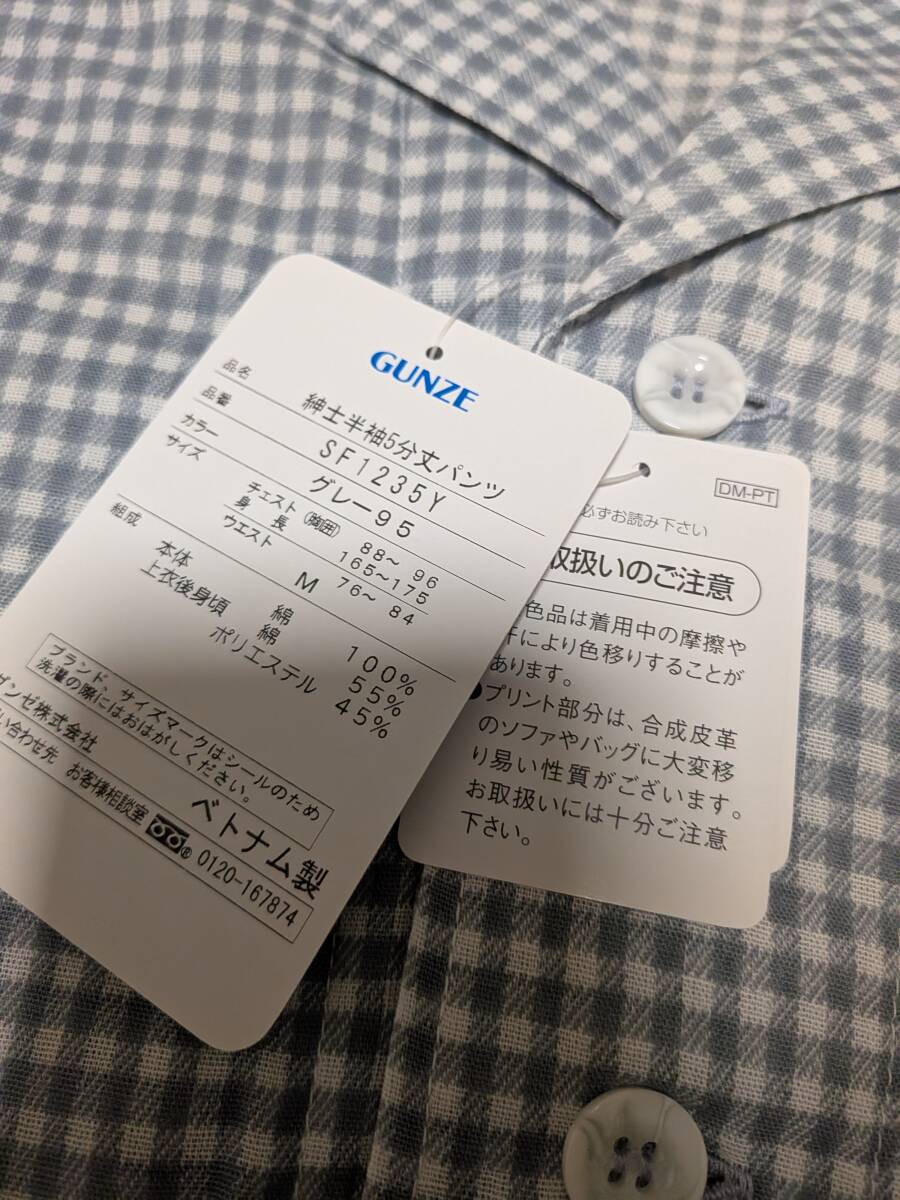 GUNZE
品名 紳士半袖5分丈パンツ
品番 SF1235Y
カラー グレー95
サイズ
チェスト(胸囲) 88～ 96
身 長 165～175
ウエスト 76～ 84
M
組成
本体 綿 100%
上衣後身頃 綿 55%
ポリエステル 45%
ブランド、サイズマークはシールのため
洗濯の際にはおはがしください。
グンゼ株式会社 ベトナム製
い合わせ先 お客様相談室 ® 0120-167874
DM-PT
必ずお読み下さい
取扱いのご注意
色品は着用中の摩擦や
汗により色移りすることが
あります。
●プリント部分は、合成皮革
のソファやバッグに大変移
り易い性質がございます。
お取扱いには十分ご注意
下さい。